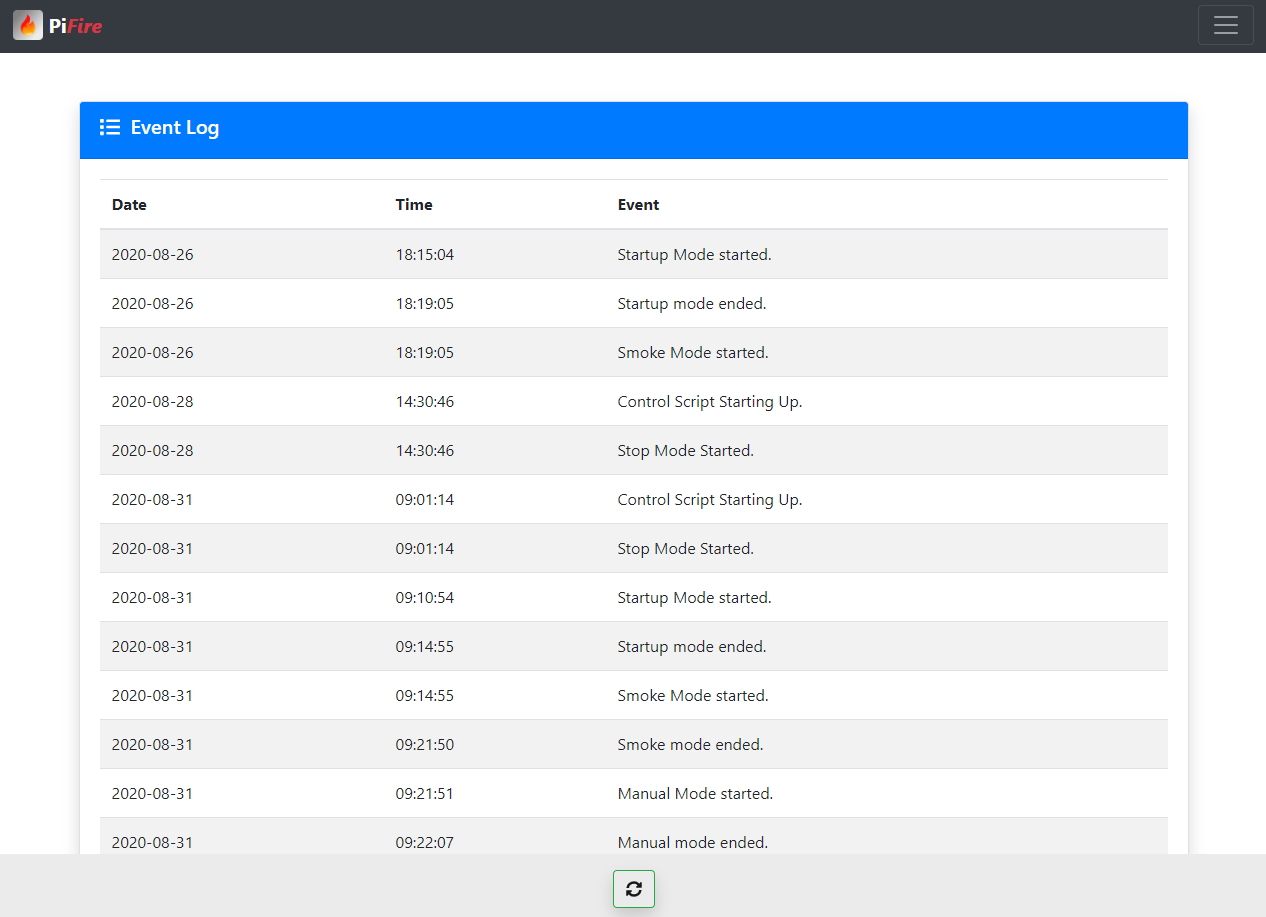 PiFire
Event Log
Date Time Event
2020-08-26 18:15:04 Startup Mode started.
2020-08-26 18:19:05 Startup mode ended.
2020-08-26 18:19:05 Smoke Mode started.
2020-08-28 14:30:46 Control Script Starting Up.
2020-08-28 14:30:46 Stop Mode Started.
2020-08-31 09:01:14 Control Script Starting Up.
2020-08-31 09:01:14 Stop Mode Started.
2020-08-31 09:10:54 Startup Mode started.
2020-08-31 09:14:55 Startup mode ended.
2020-08-31 09:14:55 Smoke Mode started.
2020-08-31 09:21:50 Smoke mode ended.
2020-08-31 09:21:51 Manual Mode started.
2020-08-31 09:22:07 Manual mode ended.